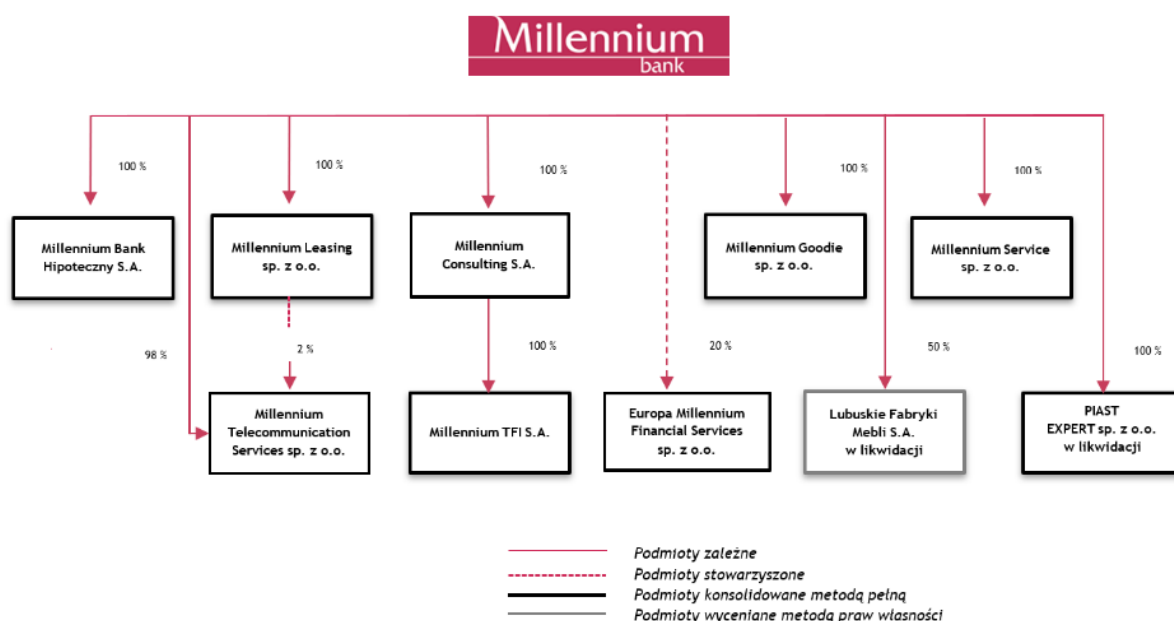 Millennium
bank
100 %
100 %
100 %
100 %
100 %
Millennium Bank
Hipoteczny S.A.
Millennium Leasing
sp. z o.o.
Millennium
Consulting S.A.
Millennium Goodie
sp. z o.o.
Millennium Service
sp. z o.o.
98 %
2 %
100 %
20 %
50 %
100 %
Millennium
Telecommunication
Services sp. z o.o.
Millennium TFI S.A.
Europa Millennium
Financial Services
sp. z o.o.
Lubuskie Fabryki
Mebli S.A.
w likwidacji
PIAST
EXPERT sp. z o.o.
w likwidacji
Podmioty zależne
Podmioty stowarzyszone
Podmioty konsolidowane metodą pełną
Podmioty wyceniane metodą praw własności